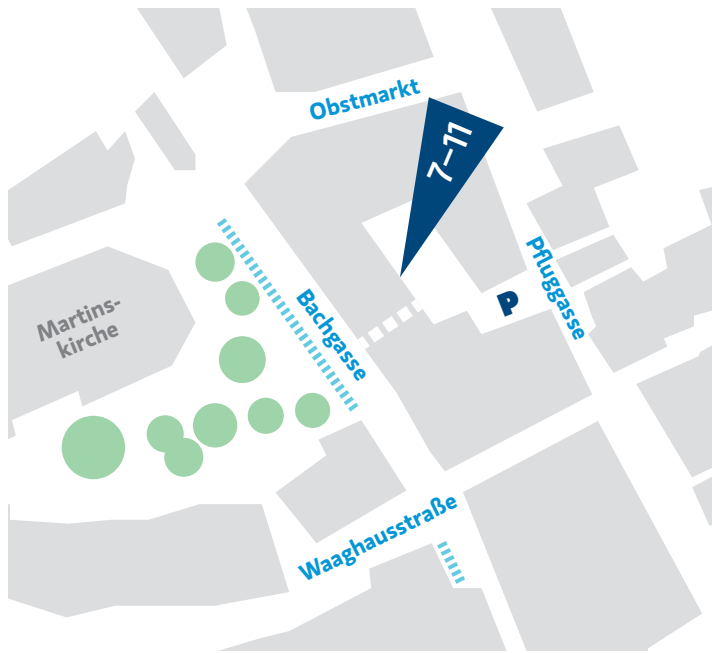 Obstmarkt
7–11
Pfluggasse
Bachgasse
P
Martins-
kirche
Waaghausstraße